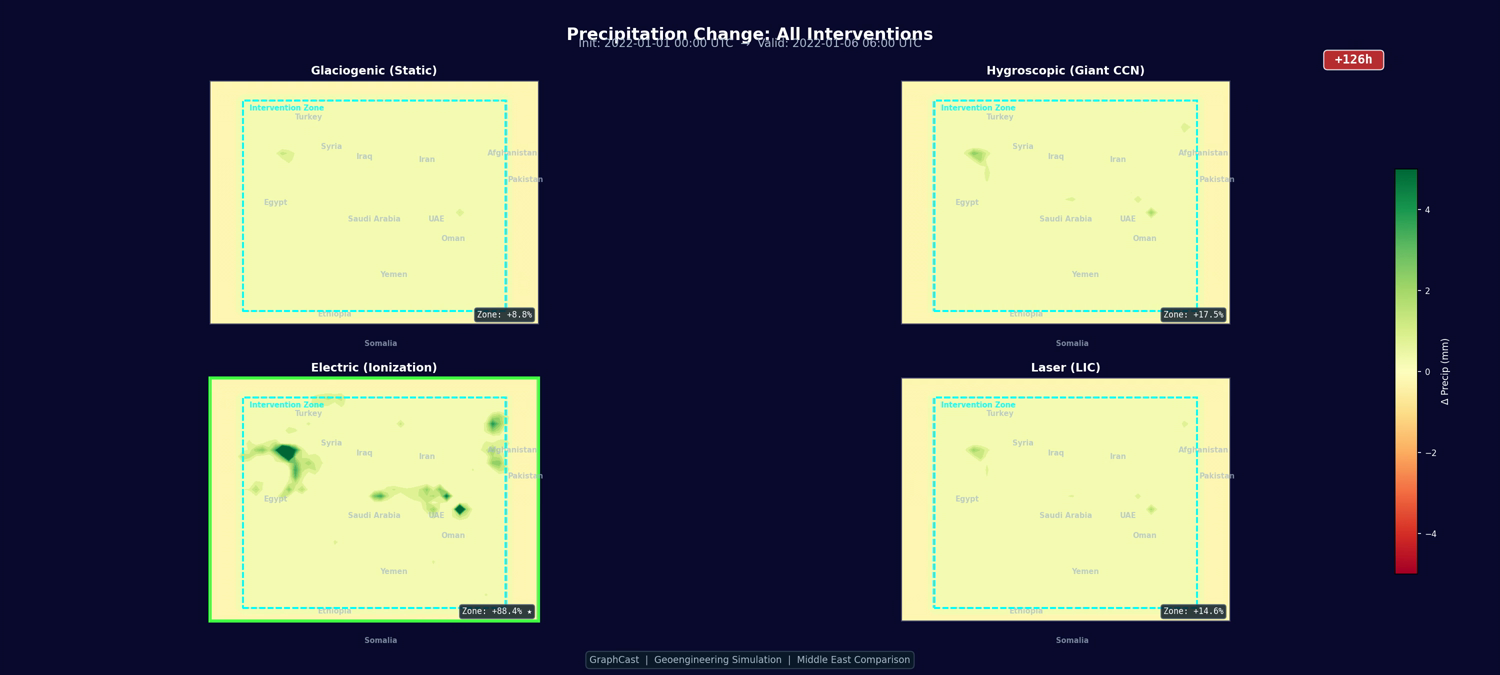 Precipitation Change: All Interventions
Init: 2022-01-01 00:00 UTC → Valid: 2022-01-06 06:00 UTC
+126h
Glaciogenic (Static)
Intervention Zone
Turkey
Syria
Iraq
Iran
Afghanistan
Pakistan
Egypt
Saudi Arabia
UAE
Oman
Yemen
Ethiopia
Zone: +8.8%
Somalia
Hygroscopic (Giant CCN)
Intervention Zone
Turkey
Syria
Iraq
Iran
Afghanistan
Pakistan
Egypt
Saudi Arabia
UAE
Oman
Yemen
Ethiopia
Zone: +17.5%
Somalia
Electric (Ionization)
Intervention Zone
Turkey
Syria
Iraq
Iran
Afghanistan
Pakistan
Egypt
Saudi Arabia
UAE
Oman
Yemen
Ethiopia
Zone: +88.4% ★
Somalia
Laser (LIC)
Intervention Zone
Turkey
Syria
Iraq
Iran
Afghanistan
Pakistan
Egypt
Saudi Arabia
UAE
Oman
Yemen
Ethiopia
Zone: +14.6%
Somalia
4
2
0
−2
−4
Δ Precip (mm)
GraphCast | Geoengineering Simulation | Middle East Comparison